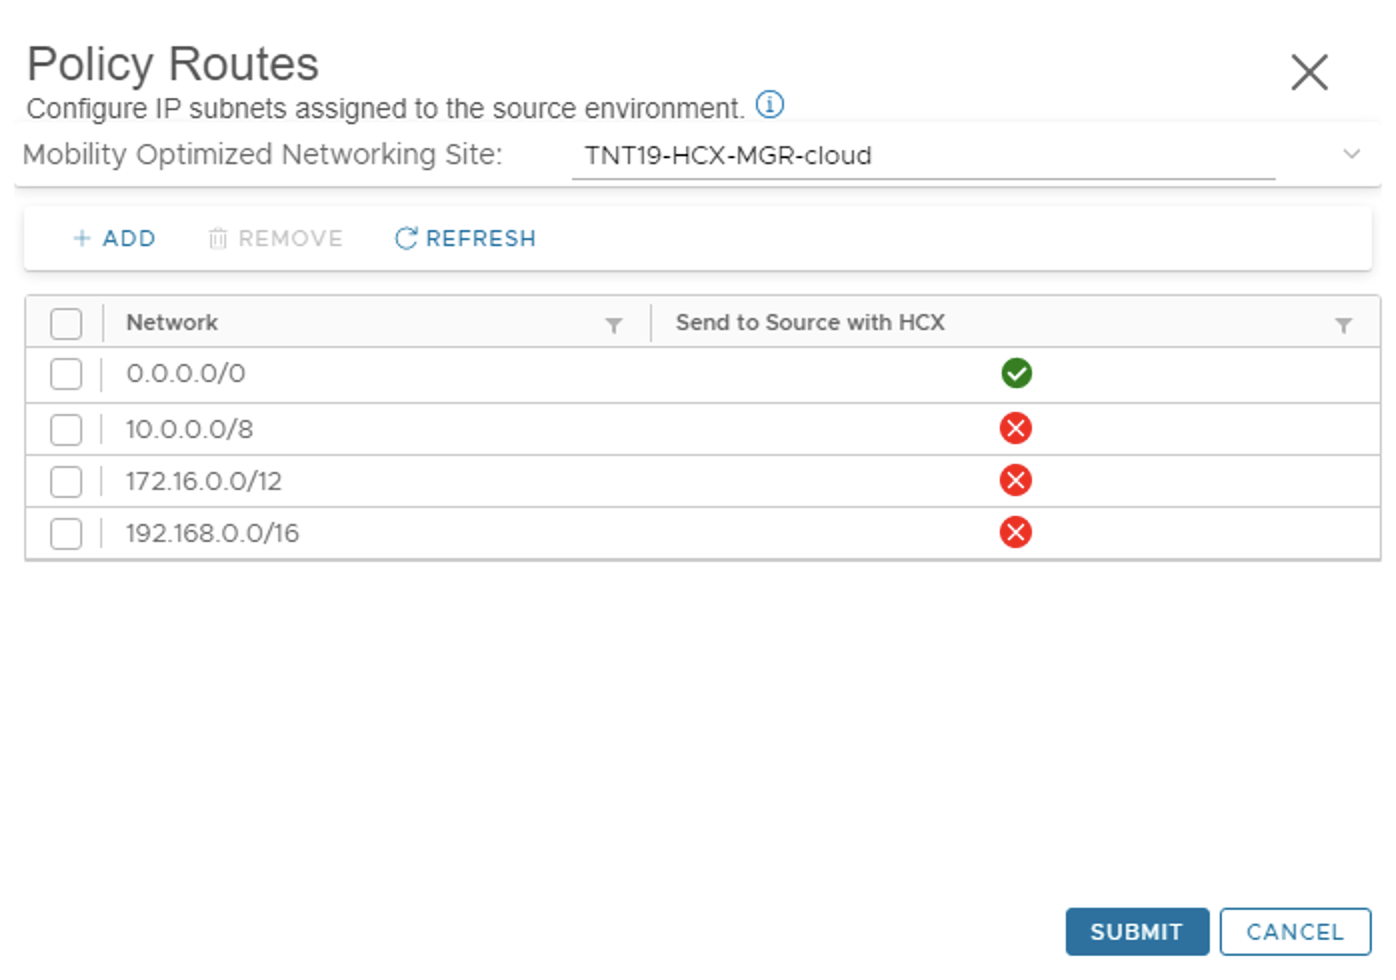 Policy Routes
Configure IP subnets assigned to the source environment.
Mobility Optimized Networking Site: TNT19-HCX-MGR-cloud
ADD REMOVE REFRESH
Network Send to Source with HCX
0.0.0.0/0
10.0.0.0/8
172.16.0.0/12
192.168.0.0/16
SUBMIT CANCEL